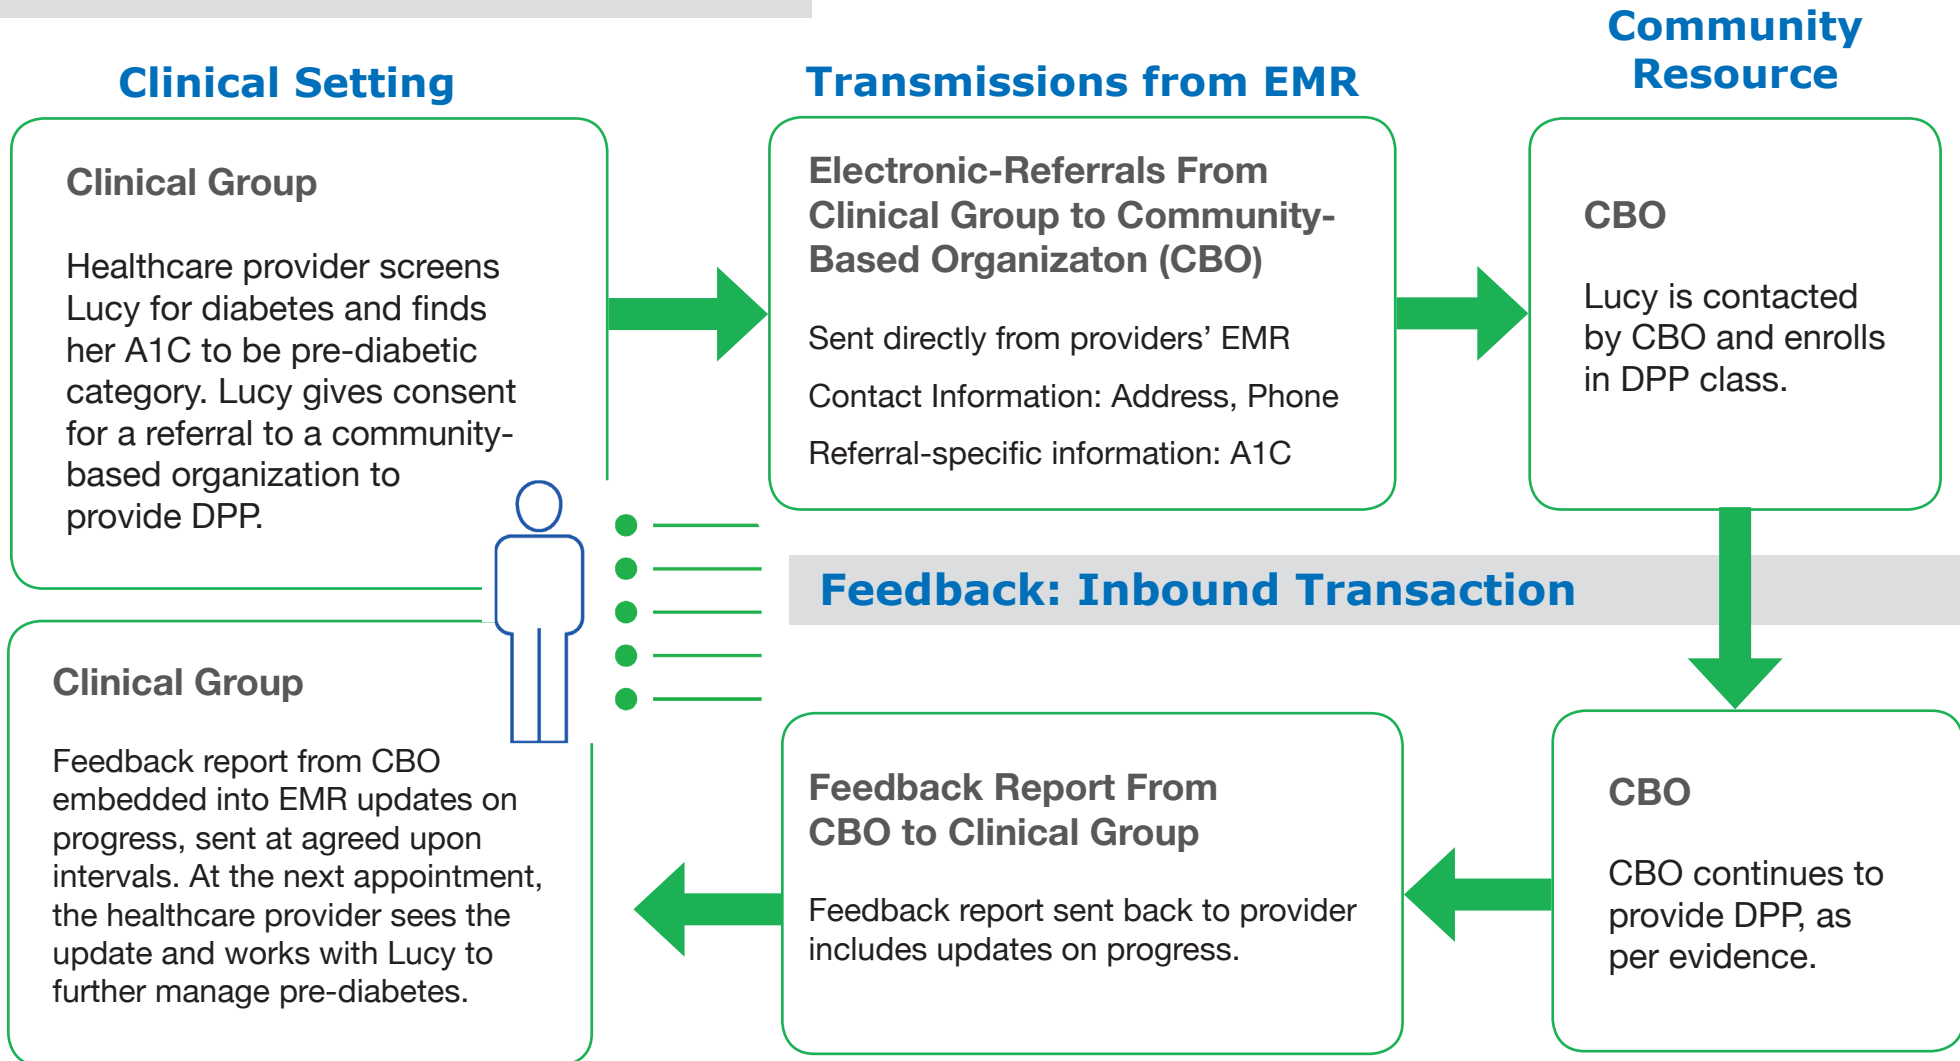 Clinical Setting
Transmissions from EMR
Community
Resource
Clinical Group
Healthcare provider screens
Lucy for diabetes and finds
her A1C to be pre-diabetic
category. Lucy gives consent
for a referral to a community-
based organization to
provide DPP.
Electronic-Referrals From
Clinical Group to Community-
Based Organizaton (CBO)
Sent directly from providers’ EMR
Contact Information: Address, Phone
Referral-specific information: A1C
CBO
Lucy is contacted
by CBO and enrolls
in DPP class.
Feedback: Inbound Transaction
Clinical Group
Feedback report from CBO
embedded into EMR updates on
progress, sent at agreed upon
intervals. At the next appointment,
the healthcare provider sees the
update and works with Lucy to
further manage pre-diabetes.
Feedback Report From
CBO to Clinical Group
Feedback report sent back to provider
includes updates on progress.
CBO
CBO continues to
provide DPP, as
per evidence.